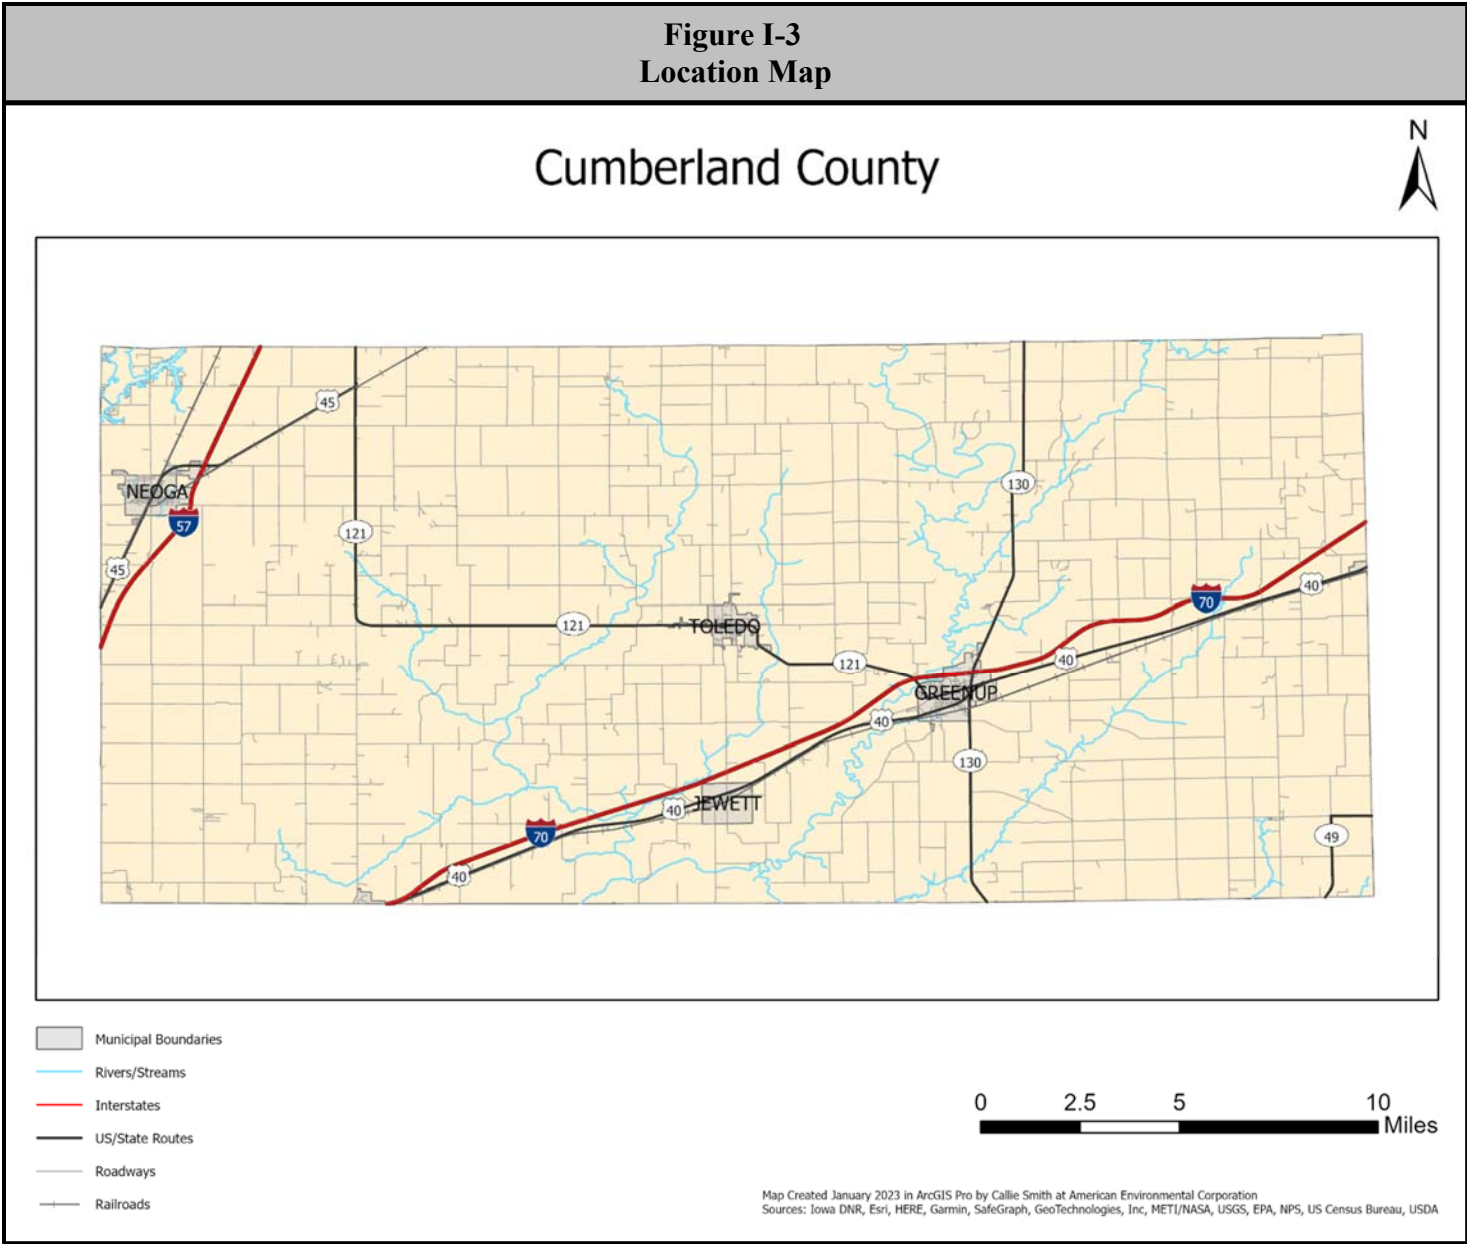 Figure I-3
Location Map
N
Cumberland County
45
130
NEOGA
57
121
45
40
70
121
TOLEDO
121
40
GREENUP
40
130
JEWETT
40
70
49
40
Municipal Boundaries
Rivers/Streams
Interstates
US/State Routes
Roadways
Railroads
0 2.5 5 10
Miles
Map Created January 2023 in ArcGIS Pro by Callie Smith at American Environmental Corporation
Sources: Iowa DNR, Esri, HERE, Garmin, SafeGraph, GeoTechnologies, Inc, METI/NASA, USGS, EPA, NPS, US Census Bureau, USDA